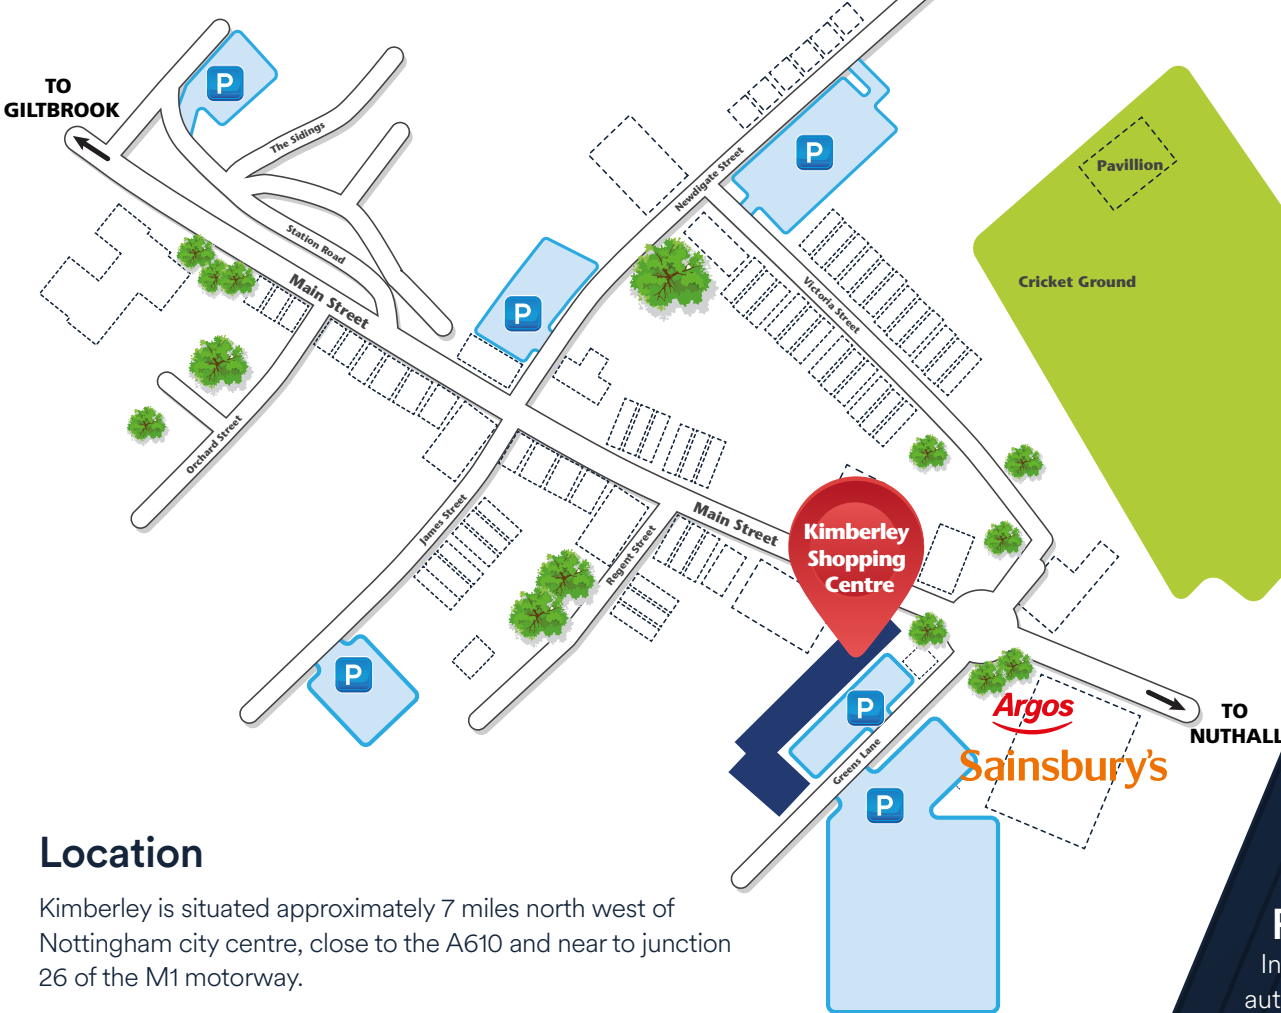 TO
GILTBROOK
P
The Sidings
Station Road
Main Street
Orchard Street
P
Newdigate Street
P
Victoria Street
Pavillion
Cricket Ground
James Street
Regent Street
Main Street
Kimberley
Shopping
Centre
P
P
Greens Lane
P
Argos
Sainsbury's
TO
NUTHALL
Location
Kimberley is situated approximately 7 miles north west of
Nottingham city centre, close to the A610 and near to junction
26 of the M1 motorway.
In
aut